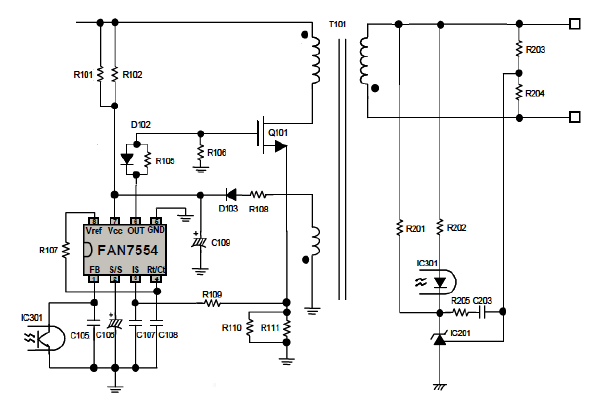 T101
R101
R102
R203
R204
D102
Q101
R105
R106
D103
R108
8
7
6
5
Vref
Vcc
OUT
GND
FAN7554
FB
S/S
IS
Rt/Ct
1
2
3
4
R107
C109
R201
R202
IC301
R205
C203
IC201
R109
IC301
C105
C106
C107
C108
R110
R111